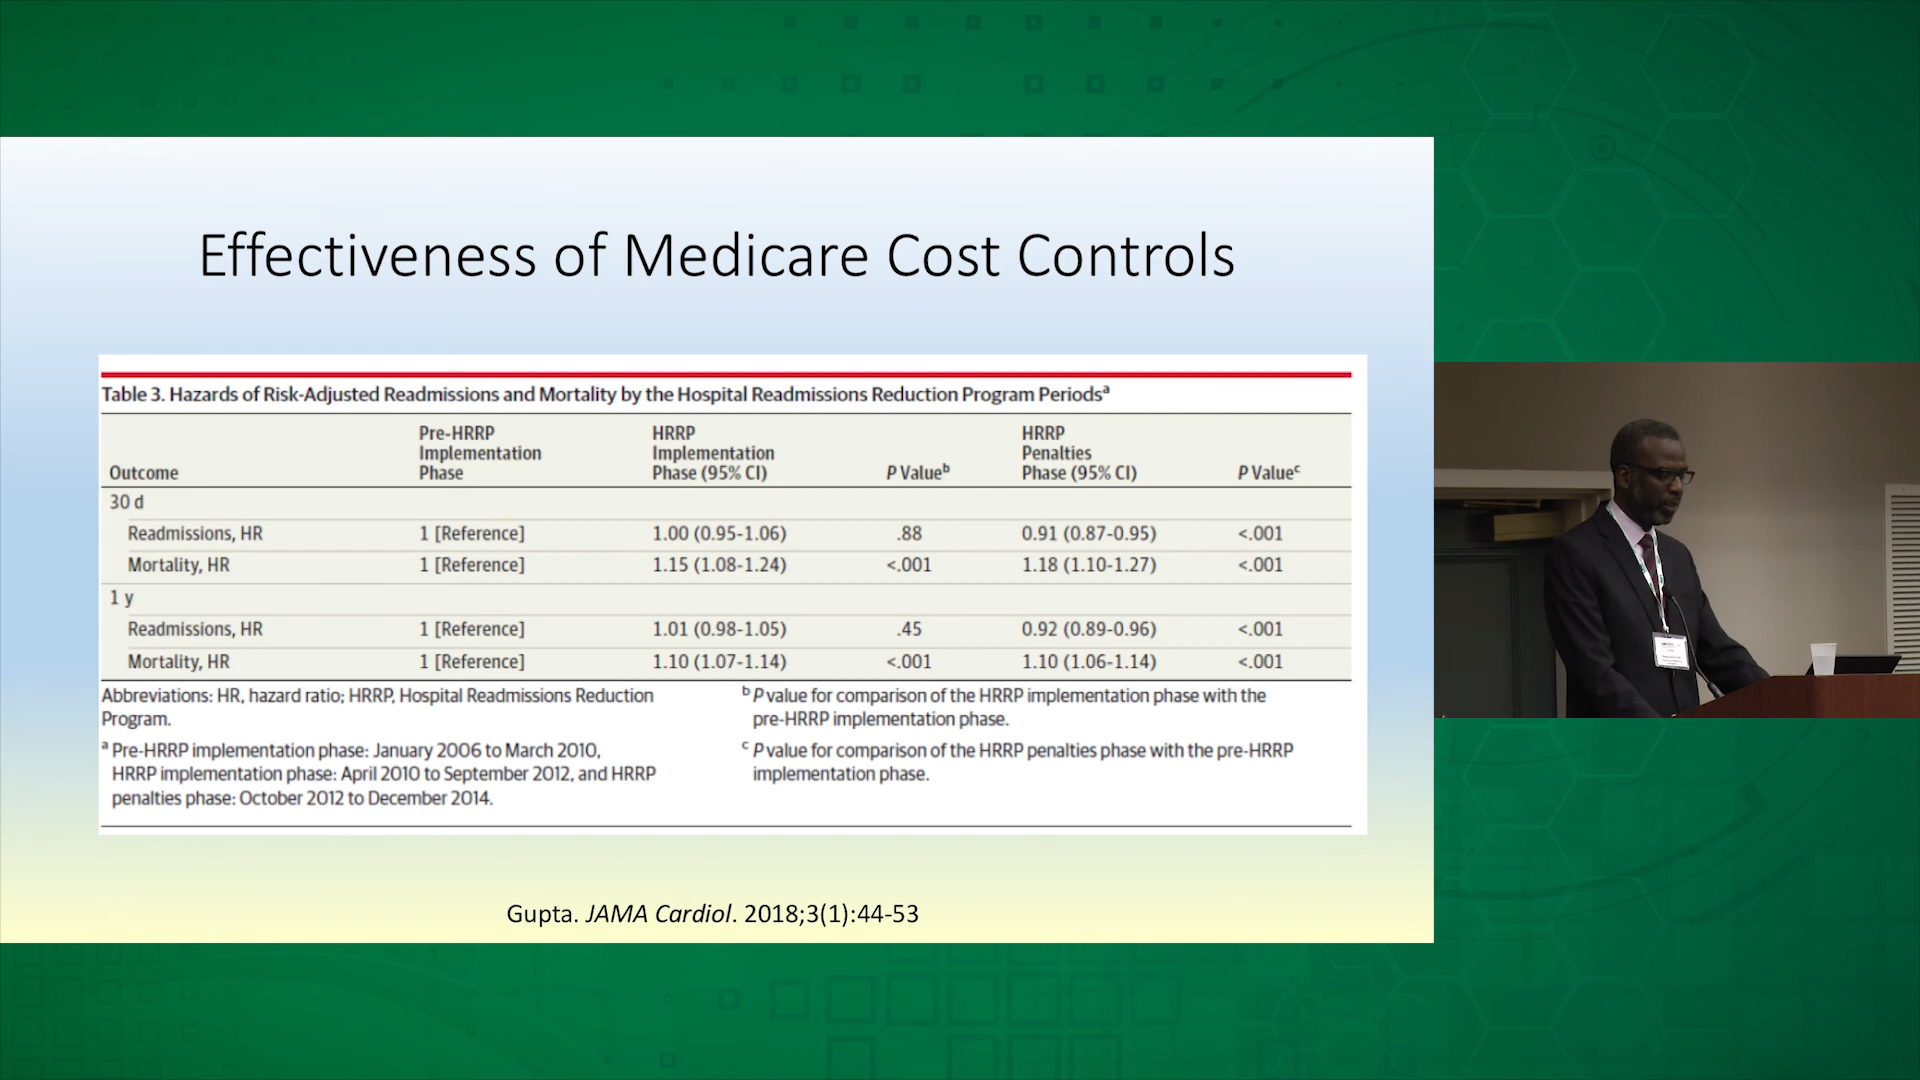 Effectiveness of Medicare Cost Controls
Table 3. Hazards of Risk-Adjusted Readmissions and Mortality by the Hospital Readmissions Reduction Program Periodsᵃ
Outcome Pre-HRRP Implementation Phase HRRP Implementation Phase (95% CI) P Valueᵇ HRRP Penalties Phase (95% CI) P Valueᶜ
30 d
Readmissions, HR 1 [Reference] 1.00 (0.95-1.06) .88 0.91 (0.87-0.95) <.001
Mortality, HR 1 [Reference] 1.15 (1.08-1.24) <.001 1.18 (1.10-1.27) <.001
1 y
Readmissions, HR 1 [Reference] 1.01 (0.98-1.05) .45 0.92 (0.89-0.96) <.001
Mortality, HR 1 [Reference] 1.10 (1.07-1.14) <.001 1.10 (1.06-1.14) <.001
Abbreviations: HR, hazard ratio; HRRP, Hospital Readmissions Reduction
Program.
ᵃ Pre-HRRP implementation phase: January 2006 to March 2010,
HRRP implementation phase: April 2010 to September 2012, and HRRP
penalties phase: October 2012 to December 2014.
ᵇ P value for comparison of the HRRP implementation phase with the
pre-HRRP implementation phase.
ᶜ P value for comparison of the HRRP penalties phase with the pre-HRRP
implementation phase.
Gupta. JAMA Cardiol. 2018;3(1):44-53